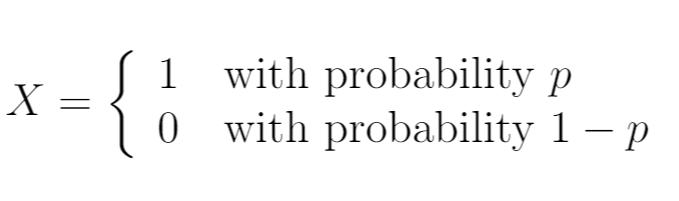 X = { 1 with probability p
0 with probability 1 − p